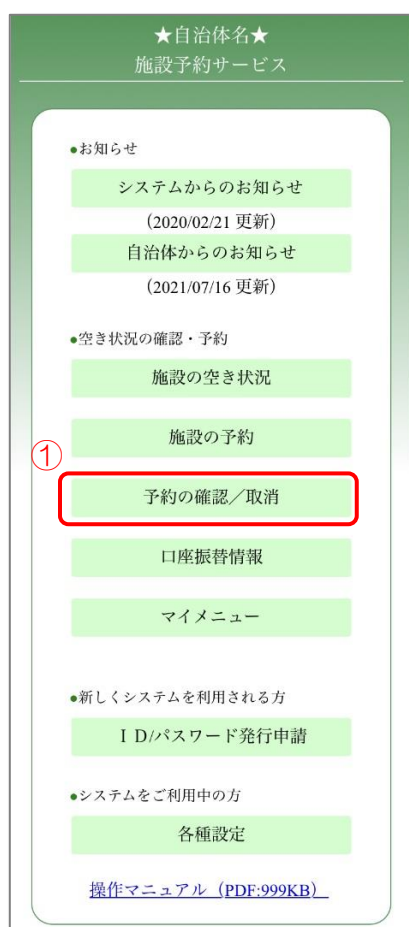 ★自治体名★
施設予約サービス
●お知らせ
システムからのお知らせ
（2020/02/21 更新）
自治体からのお知らせ
（2021/07/16 更新）
●空き状況の確認・予約
施設の空き状況
施設の予約
①
予約の確認／取消
口座振替情報
マイメニュー
●新しくシステムを利用される方
ＩＤ/パスワード発行申請
●システムをご利用中の方
各種設定
操作マニュアル（PDF:999KB）